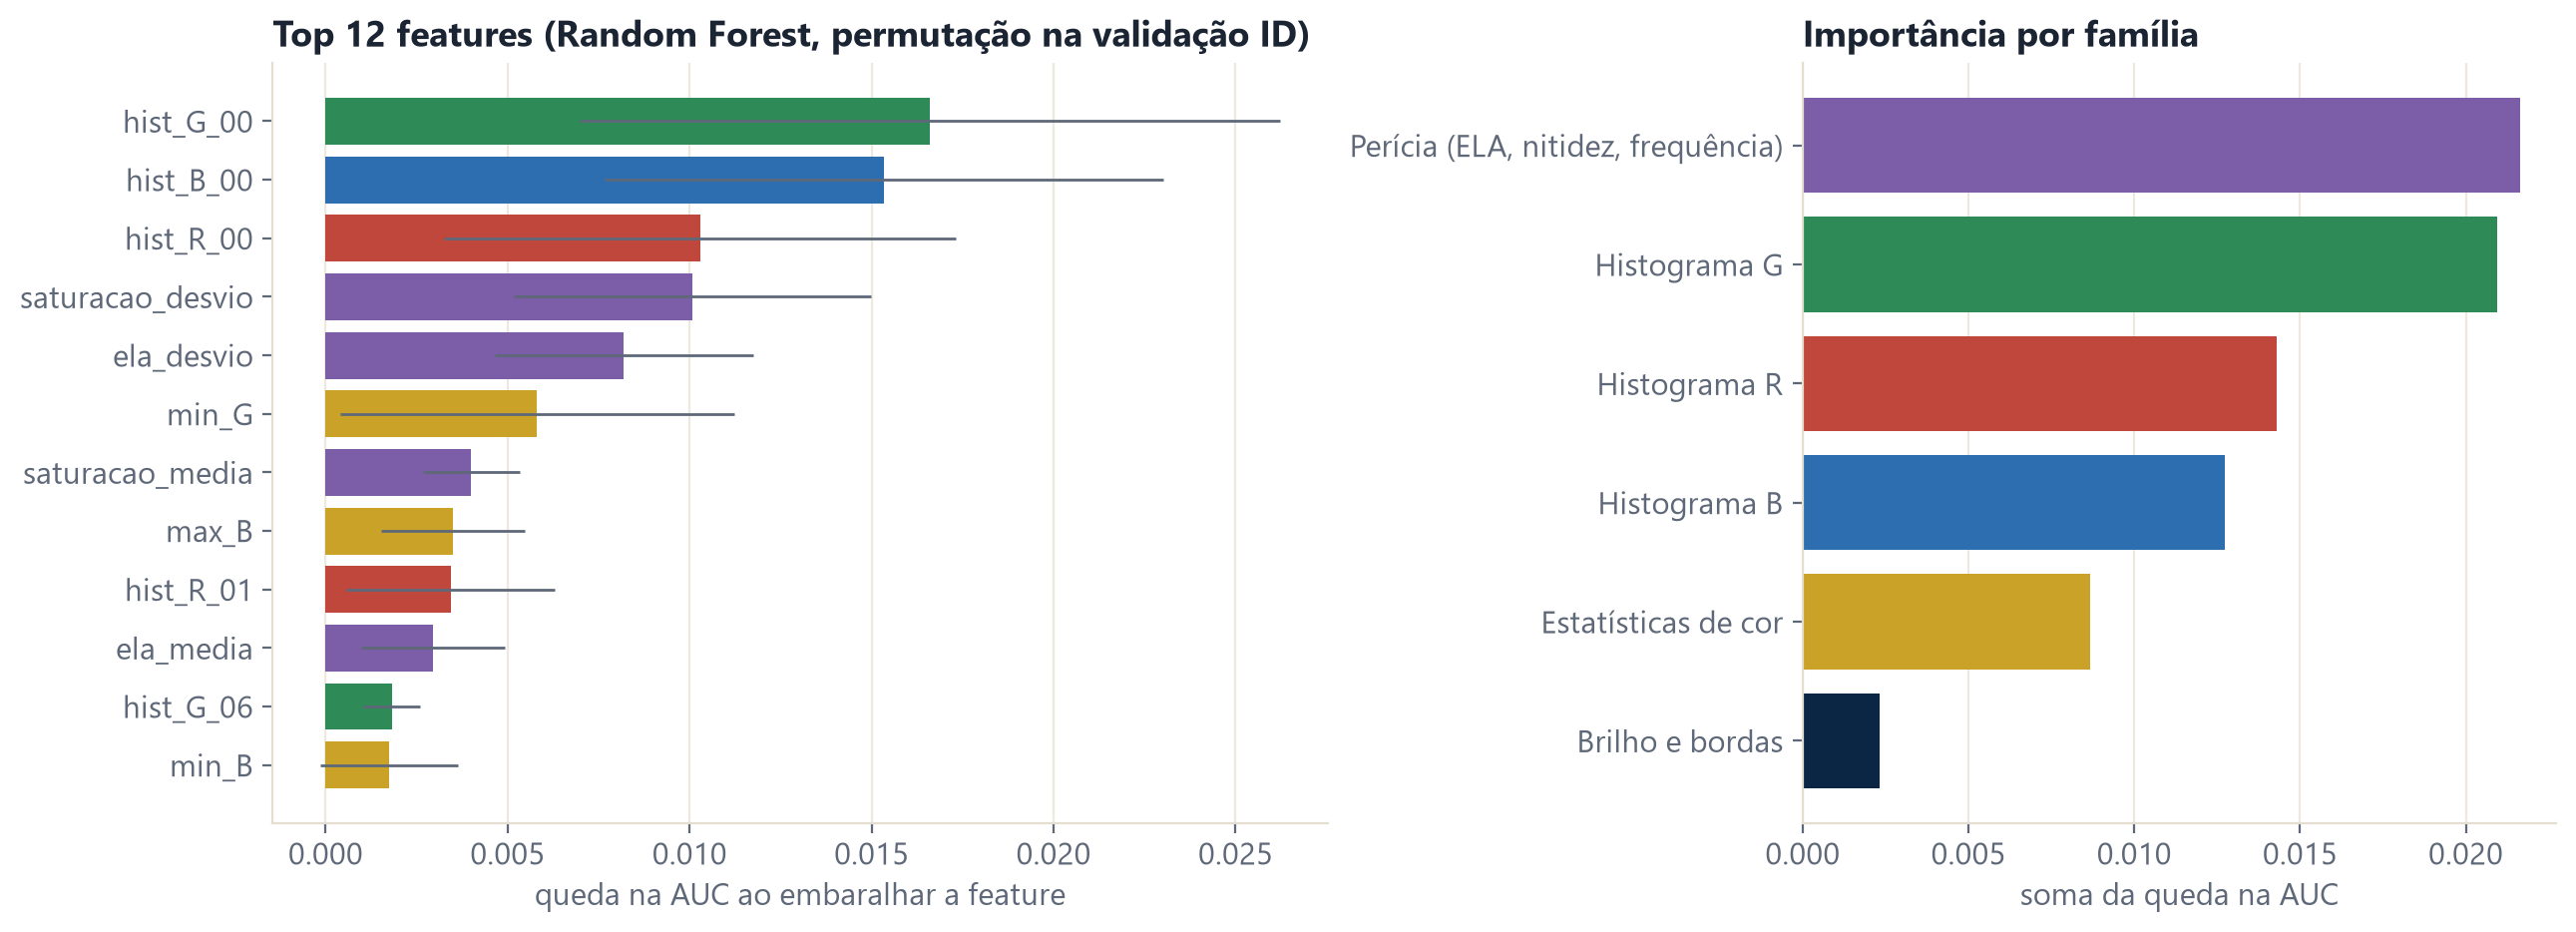 Top 12 features (Random Forest, permutação na validação ID)
hist_G_00
hist_B_00
hist_R_00
saturacao_desvio
ela_desvio
min_G
saturacao_media
max_B
hist_R_01
ela_media
hist_G_06
min_B
0.000 0.005 0.010 0.015 0.020 0.025
queda na AUC ao embaralhar a feature
Importância por família
Perícia (ELA, nitidez, frequência)
Histograma G
Histograma R
Histograma B
Estatísticas de cor
Brilho e bordas
0.000 0.005 0.010 0.015 0.020
soma da queda na AUC